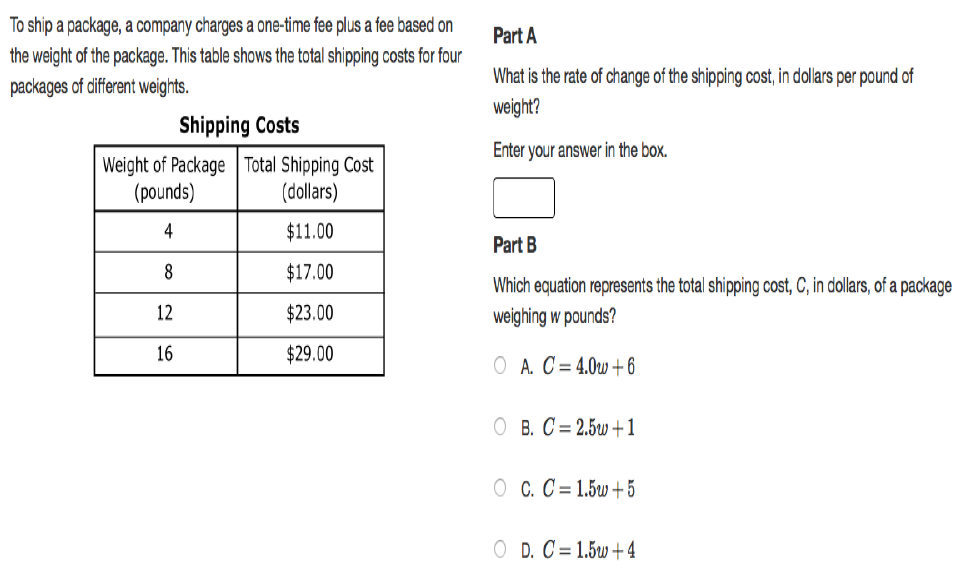 To ship a package, a company charges a one-time fee plus a fee based on
the weight of the package. This table shows the total shipping costs for four
packages of different weights.
Shipping Costs
Weight of Package Total Shipping Cost
(pounds) (dollars)
4 $11.00
8 $17.00
12 $23.00
16 $29.00
Part A
What is the rate of change of the shipping cost, in dollars per pound of
weight?
Enter your answer in the box.
Part B
Which equation represents the total shipping cost, C, in dollars, of a package
weighing w pounds?
A. C = 4.0w + 6
B. C = 2.5w + 1
C. C = 1.5w + 5
D. C = 1.5w + 4